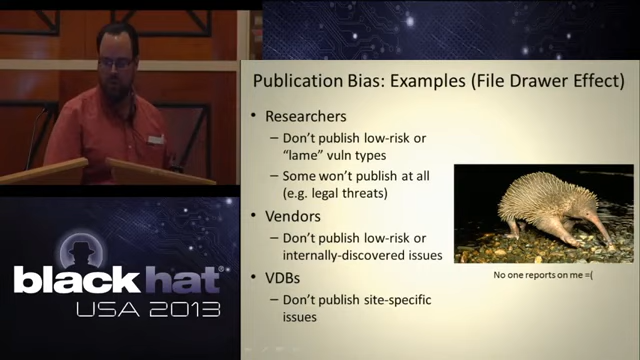 Publication Bias: Examples (File Drawer Effect)
• Researchers
– Don't publish low-risk or
"lame" vuln types
– Some won't publish at all
(e.g. legal threats)
• Vendors
– Don't publish low-risk or
internally-discovered issues
• VDBs
– Don't publish site-specific
issues
No one reports on me =(
black hat®
USA 2013